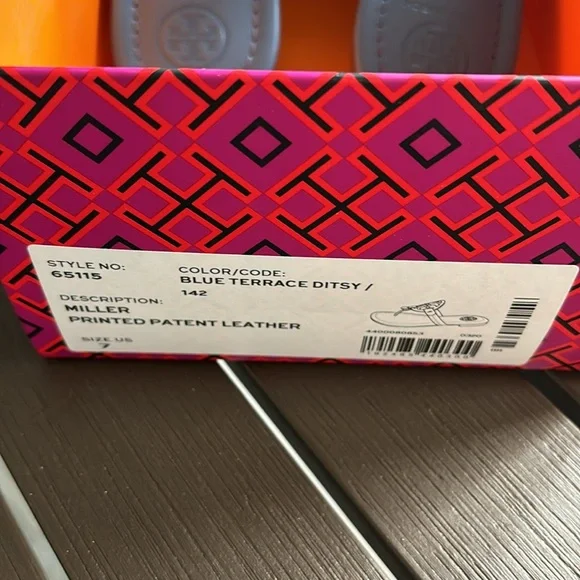 STYLE NO:
65115
COLOR/CODE:
BLUE TERRACE DITSY /
142
DESCRIPTION:
MILLER
PRINTED PATENT LEATHER
SIZE US
7